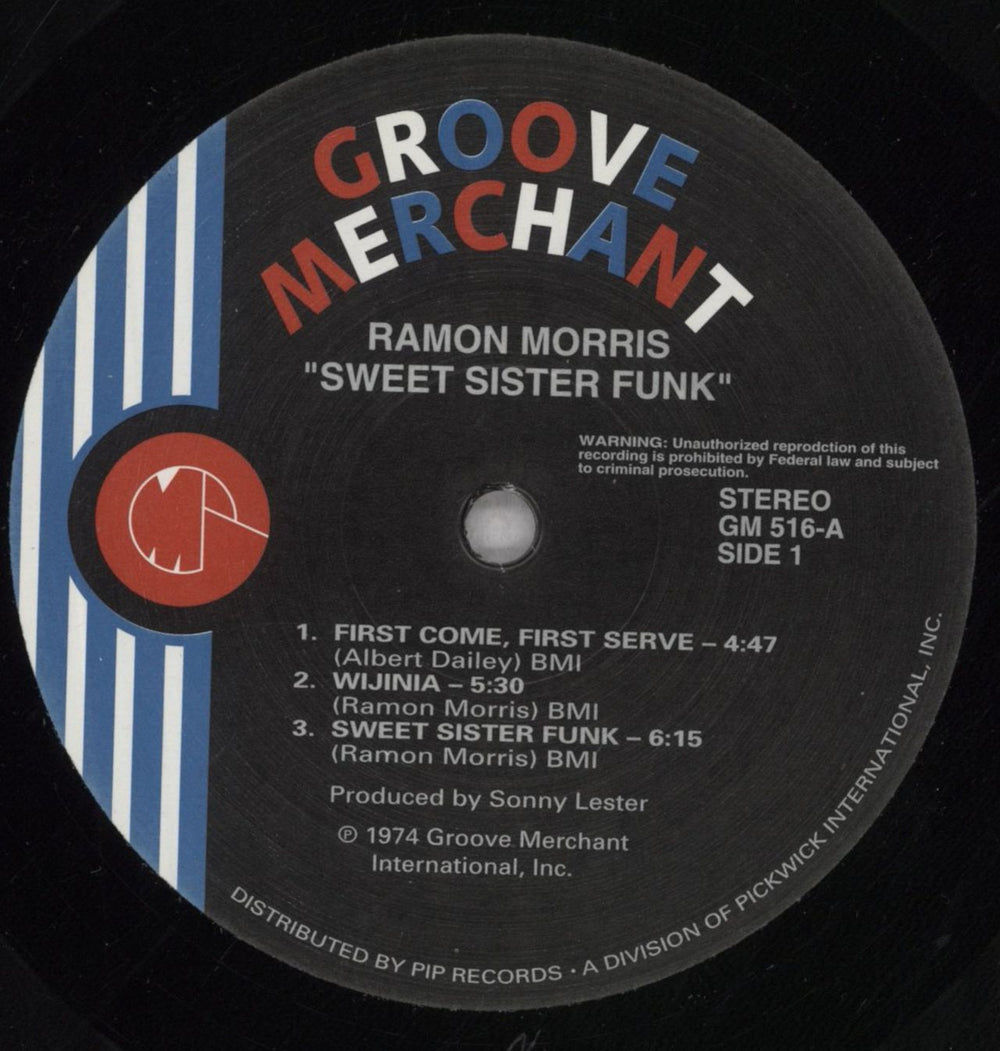 GROOVE
MERCHANT
RAMON MORRIS
"SWEET SISTER FUNK"
WARNING: Unauthorized reprodction of this
recording is prohibited by Federal law and subject
to criminal prosecution.
STEREO
GM 516-A
SIDE 1
1. FIRST COME, FIRST SERVE – 4:47
(Albert Dailey) BMI
2. WIJINIA – 5:30
(Ramon Morris) BMI
3. SWEET SISTER FUNK – 6:15
(Ramon Morris) BMI
Produced by Sonny Lester
℗ 1974 Groove Merchant
International, Inc.
DISTRIBUTED BY PIP RECORDS · A DIVISION OF PICKWICK INTERNATIONAL, INC.